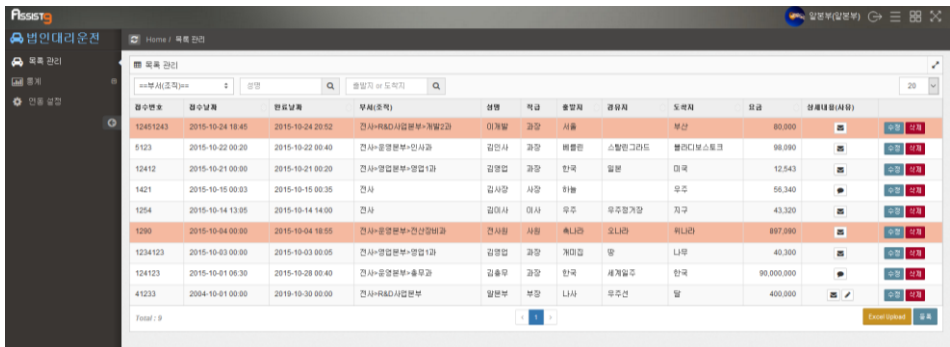 Assist9
알본부(알본부)
법인대리운전
Home / 목록 관리
목록 관리
통계
연동 설정
목록 관리
==부서(조직)==
성명
출발지 or 도착지
20
접수번호 접수날짜 완료날짜 부서(조직) 성명 직급 출발지 경유지 도착지 요금 상세내용(사유)
12451243 2015-10-24 18:45 2015-10-24 20:52 전사>R&D사업본부>개발2과 이개발 과장 서울 부산 80,000 수정 삭제
5123 2015-10-22 00:20 2015-10-22 00:40 전사>운영본부>인사과 김인사 과장 베를린 스탈린그라드 블라디보스토크 98,090 수정 삭제
12412 2015-10-21 00:00 2015-10-21 00:20 전사>영업본부>영업1과 김영업 과장 한국 일본 미국 12,543 수정 삭제
1421 2015-10-15 00:03 2015-10-15 00:35 전사 김사장 사장 하늘 우주 56,340 수정 삭제
1254 2015-10-14 13:05 2015-10-14 14:00 전사 김이사 이사 우주 우주정거장 지구 43,320 수정 삭제
1290 2015-10-04 00:00 2015-10-04 18:55 전사>운영본부>전산장비과 전사원 사원 촉나라 오나라 위나라 897,090 수정 삭제
1234123 2015-10-03 00:00 2015-10-03 00:05 전사>영업본부>영업1과 김영업 과장 개미집 땅 나무 40,300 수정 삭제
124123 2015-10-01 06:30 2015-10-28 00:40 전사>운영본부>총무과 김총무 과장 한국 세계일주 한국 90,000,000 수정 삭제
41233 2004-10-01 00:00 2019-10-30 00:00 전사>R&D사업본부 알본부 부장 나사 우주선 달 400,000 수정 삭제
Total : 9
1
Excel Upload 등록